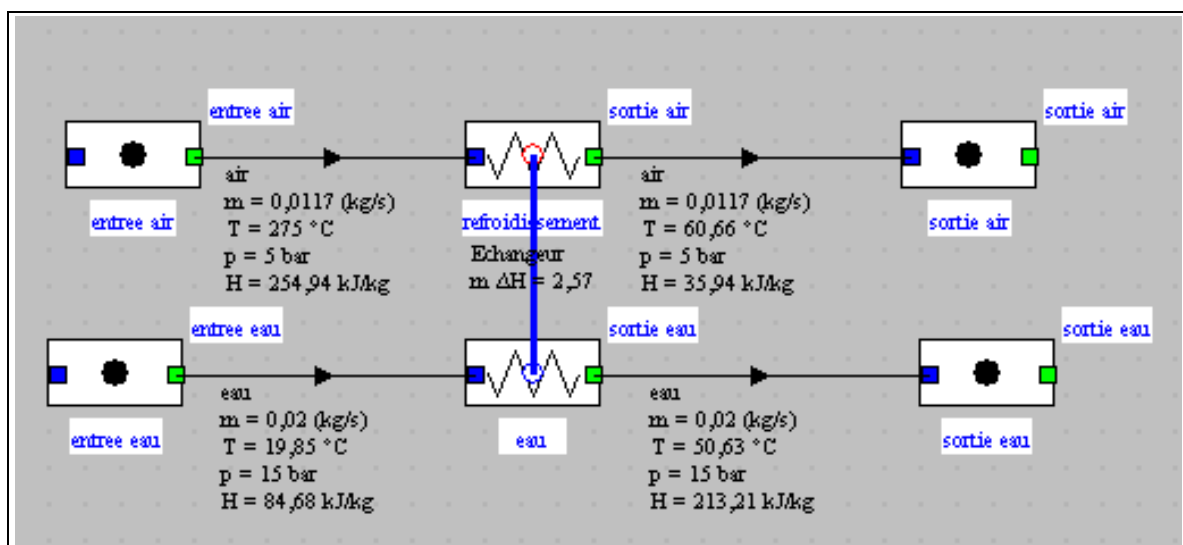 entree air
sortie air
sortie air
air
m = 0,0117 (kg/s)
T = 275 °C
p = 5 bar
H = 254,94 kJ/kg
entree air
refroidissement
Echangeur
m ΔH = 2,57
air
m = 0,0117 (kg/s)
T = 60,66 °C
p = 5 bar
H = 35,94 kJ/kg
sortie air
entree eau
sortie eau
sortie eau
eau
m = 0,02 (kg/s)
T = 19,85 °C
p = 15 bar
H = 84,68 kJ/kg
entree eau
eau
eau
m = 0,02 (kg/s)
T = 50,63 °C
p = 15 bar
H = 213,21 kJ/kg
sortie eau